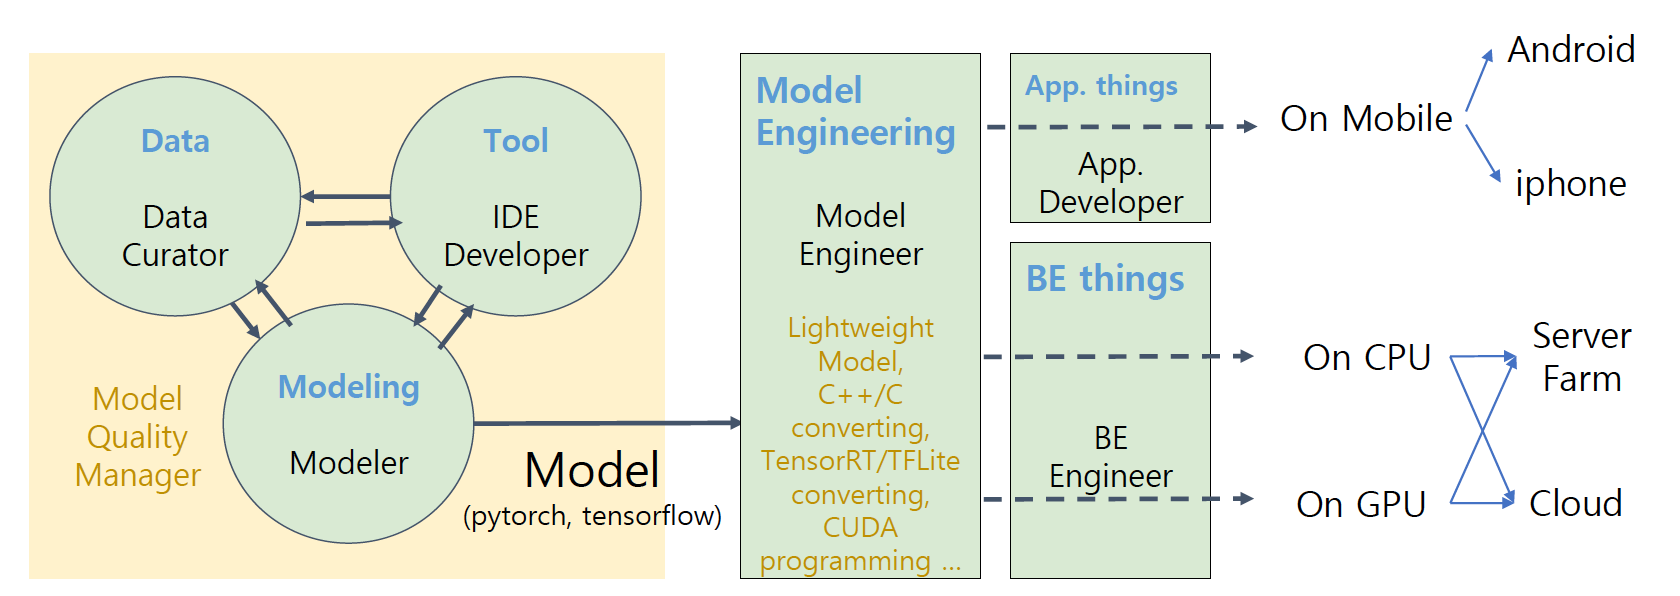 Data
Data
Curator
Tool
IDE
Developer
Modeling
Modeler
Model
Quality
Manager
Model
(pytorch, tensorflow)
Model
Engineering
Model
Engineer
Lightweight
Model,
C++/C
converting,
TensorRT/TFLite
converting,
CUDA
programming ...
App. things
App.
Developer
BE things
BE
Engineer
On Mobile
Android
iphone
On CPU
On GPU
Server
Farm
Cloud